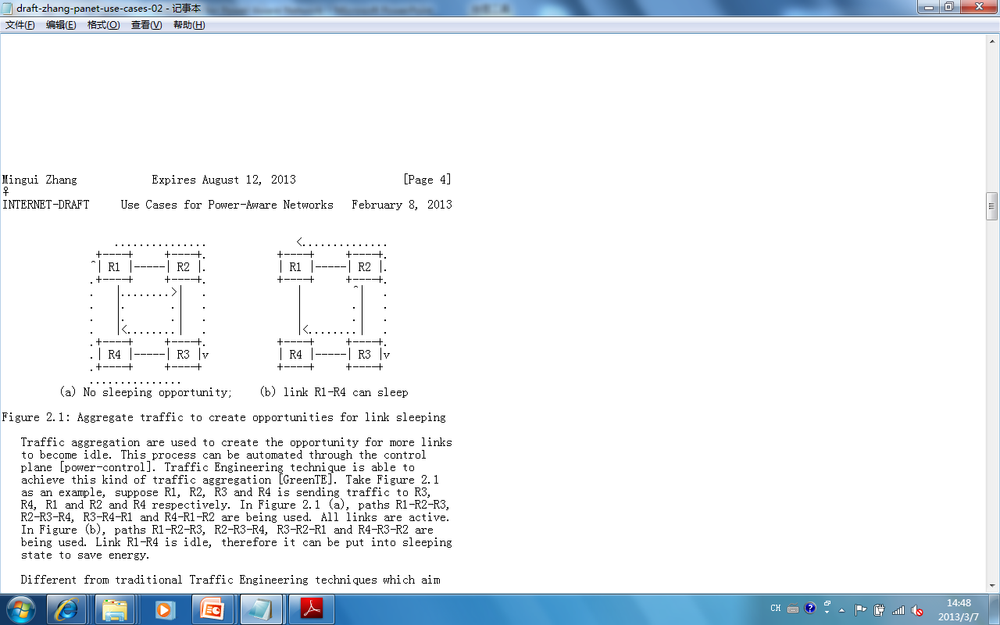 draft-zhang-panet-use-cases-02 - 记事本
文件(F) 编辑(E) 格式(O) 查看(V) 帮助(H)
Mingui Zhang            Expires August 12, 2013                 [Page 4]
♀
INTERNET-DRAFT     Use Cases for Power-Aware Networks   February 8, 2013
                  ...............              <..............
               +----+     +----+.           +----+     +----+.
              ^| R1 |-----| R2 |.           | R1 |-----| R2 |.
              .+----+     +----+.           +----+     +----+.
              .   |........>|   .              |        ^|   .
              .   |.       .|   .              |        .|   .
              .   |.       .|   .              |        .|   .
              .   |<........|   .              |<........|   .
              .+----+     +----+.           +----+     +----+.
              .| R4 |-----| R3 |v           | R4 |-----| R3 |v
              .+----+     +----+            +----+     +----+
              ...............
         (a) No sleeping opportunity;    (b) link R1-R4 can sleep
Figure 2.1: Aggregate traffic to create opportunities for link sleeping
   Traffic aggregation are used to create the opportunity for more links
   to become idle. This process can be automated through the control
   plane [power-control]. Traffic Engineering technique is able to
   achieve this kind of traffic aggregation [GreenTE]. Take Figure 2.1
   as an example, suppose R1, R2, R3 and R4 is sending traffic to R3,
   R4, R1 and R2 and R4 respectively. In Figure 2.1 (a), paths R1-R2-R3,
   R2-R3-R4, R3-R4-R1 and R4-R1-R2 are being used. All links are active.
   In Figure (b), paths R1-R2-R3, R2-R3-R4, R3-R2-R1 and R4-R3-R2 are
   being used. Link R1-R4 is idle, therefore it can be put into sleeping
   state to save energy.
   Different from traditional Traffic Engineering techniques which aim
CH
14:48
2013/3/7